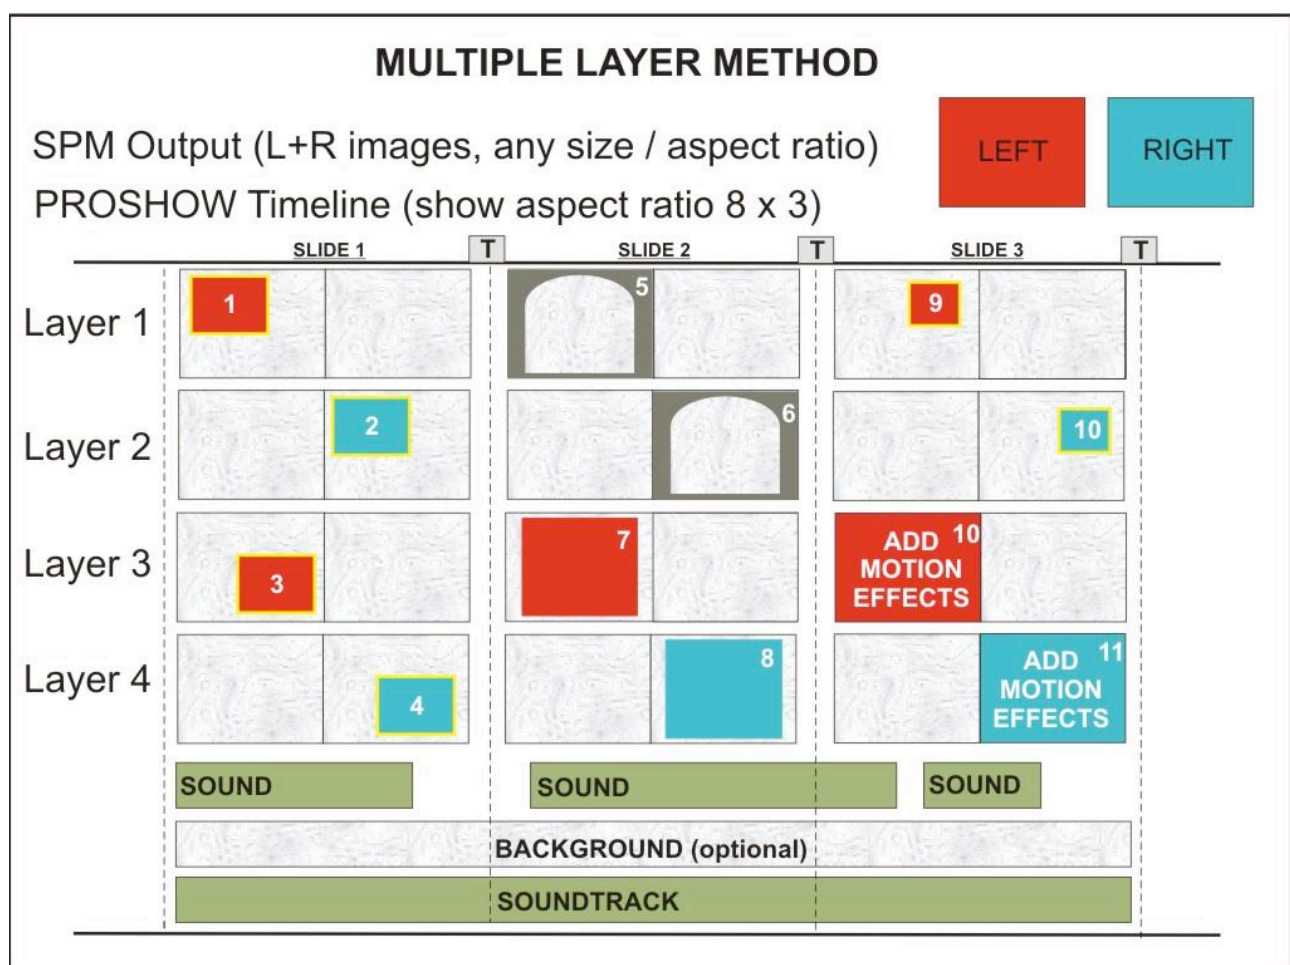 MULTIPLE LAYER METHOD
SPM Output (L+R images, any size / aspect ratio)
LEFT
RIGHT
PROSHOW Timeline (show aspect ratio 8 x 3)
SLIDE 1
T
SLIDE 2
T
SLIDE 3
T
Layer 1
1
5
9
Layer 2
2
6
10
Layer 3
3
7
ADD 10
MOTION
EFFECTS
Layer 4
4
8
ADD 11
MOTION
EFFECTS
SOUND
SOUND
SOUND
BACKGROUND (optional)
SOUNDTRACK